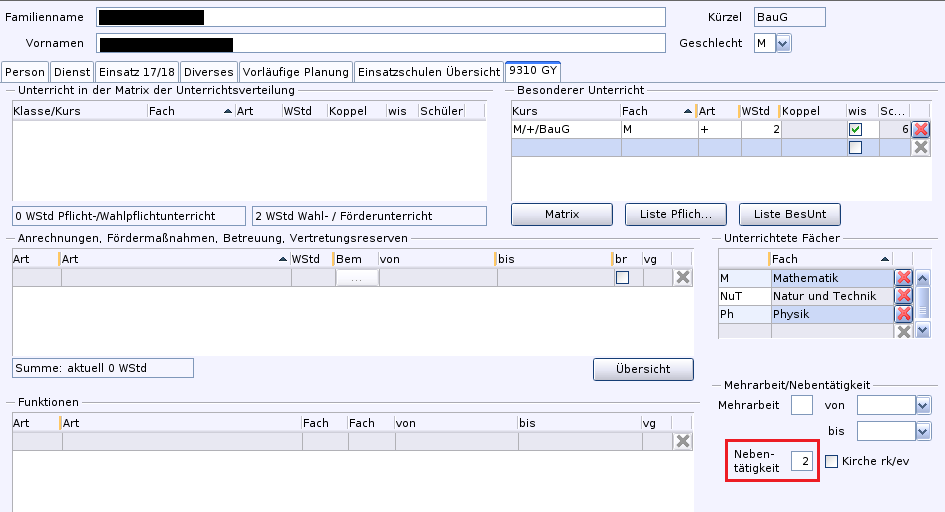 Familienname
Kürzel BauG
Vornamen
Geschlecht M
Person Dienst Einsatz 17/18 Diverses Vorläufige Planung Einsatzschulen Übersicht 9310 GY
Unterricht in der Matrix der Unterrichtsverteilung
Klasse/Kurs Fach Art WStd Koppel wis Schüler
0 WStd Pflicht-/Wahlpflichtunterricht
2 WStd Wahl- / Förderunterricht
Besonderer Unterricht
Kurs Fach Art WStd Koppel wis Sc...
M/+/BauG M + 2 6
Matrix Liste Pflich... Liste BesUnt
Anrechnungen, Fördermaßnahmen, Betreuung, Vertretungsreserven
Art Art WStd Bem von bis br vg
...
Summe: aktuell 0 WStd
Übersicht
Unterrichtete Fächer
Fach
M Mathematik
NuT Natur und Technik
Ph Physik
Funktionen
Art Art Fach Fach von bis vg
Mehrarbeit/Nebentätigkeit
Mehrarbeit von
bis
Neben-
tätigkeit 2
Kirche rk/ev